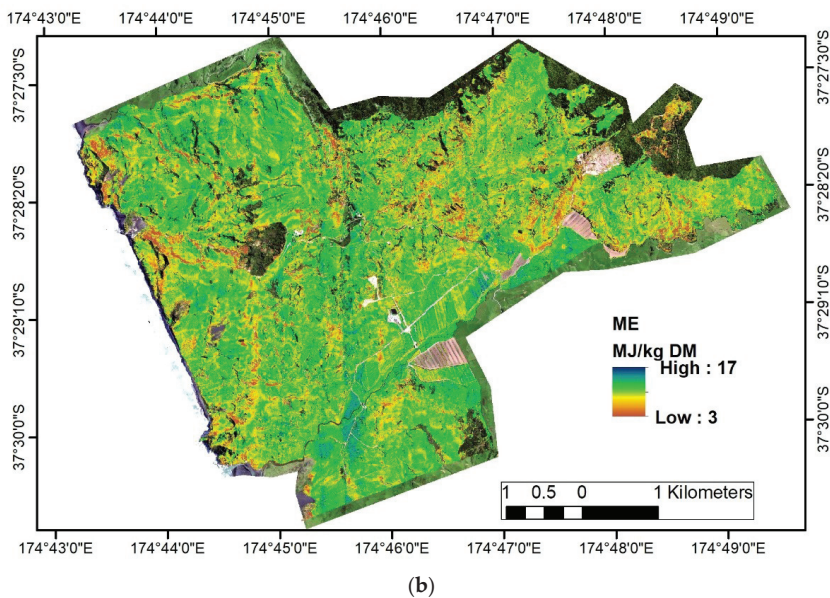 174°43'0"E 174°44'0"E 174°45'0"E 174°46'0"E 174°47'0"E 174°48'0"E 174°49'0"E
37°27'30"S 37°27'30"S
37°28'20"S 37°28'20"S
37°29'10"S 37°29'10"S
37°30'0"S 37°30'0"S
ME
MJ/kg DM
High : 17
Low : 3
1 0.5 0 1 Kilometers
174°43'0"E 174°44'0"E 174°45'0"E 174°46'0"E 174°47'0"E 174°48'0"E 174°49'0"E
(b)